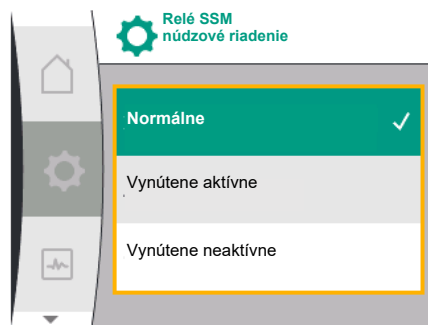 Relé SSM
núdzové riadenie
Normálne
Vynútene aktívne
Vynútene neaktívne